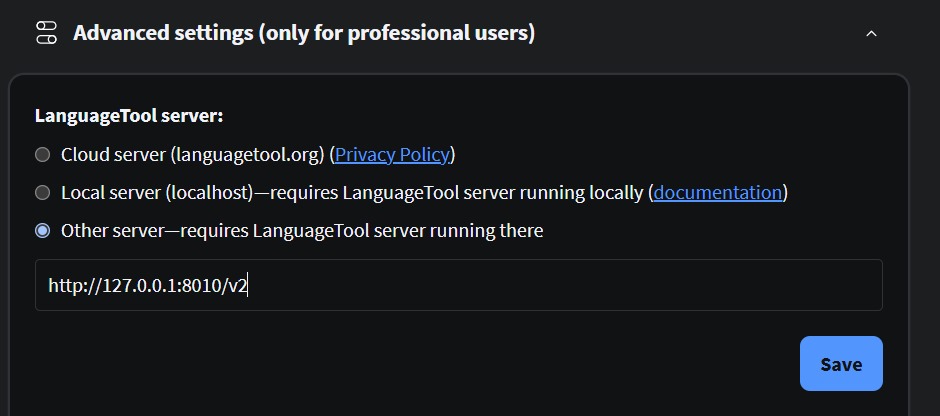 Advanced settings (only for professional users)
LanguageTool server:
Cloud server (languagetool.org) (Privacy Policy)
Local server (localhost)—requires LanguageTool server running locally (documentation)
Other server—requires LanguageTool server running there
http://127.0.0.1:8010/v2
Save